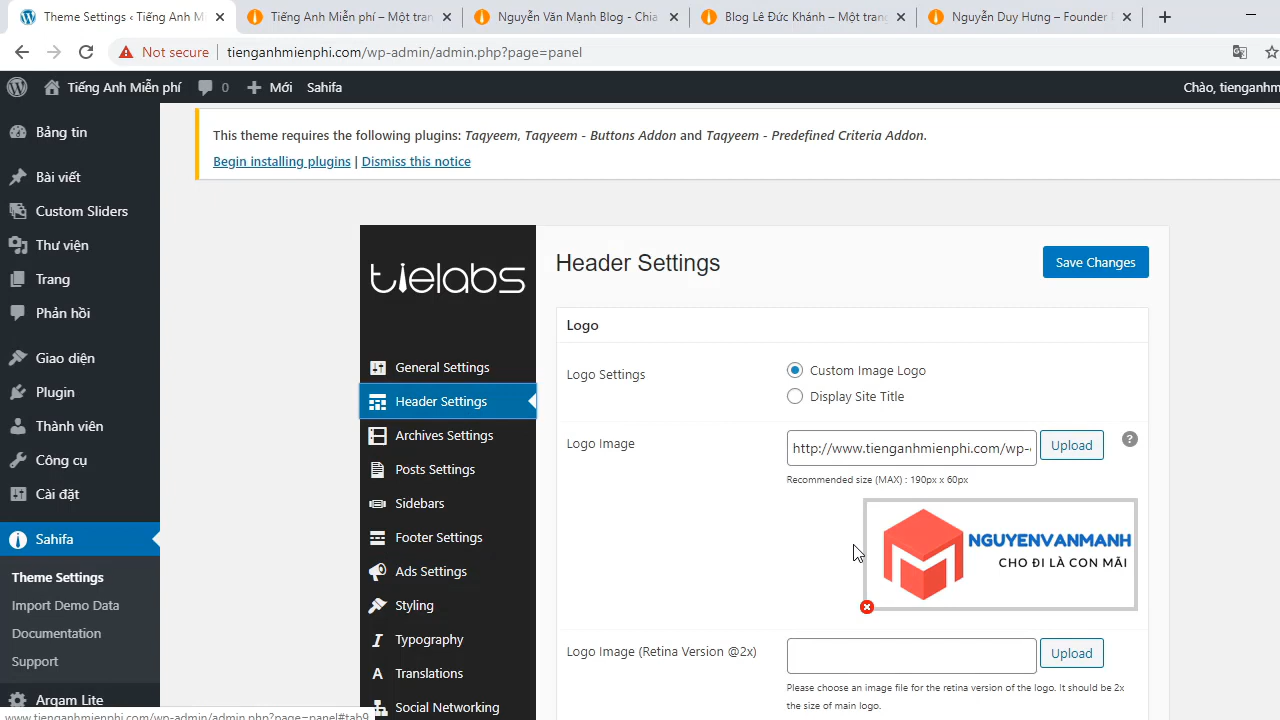 Theme Settings ‹ Tiếng Anh M
Tiếng Anh Miễn phí – Một tran
Nguyễn Văn Mạnh Blog - Chia
Blog Lê Đức Khánh – Một trang
Nguyễn Duy Hưng – Founder
Not secure
tienganhmienphi.com/wp-admin/admin.php?page=panel
Tiếng Anh Miễn phí
0
Mới
Sahifa
Chào, tienganhm
Bảng tin
Bài viết
Custom Sliders
Thư viện
Trang
Phản hồi
Giao diện
Plugin
Thành viên
Công cụ
Cài đặt
Sahifa
Theme Settings
Import Demo Data
Documentation
Support
Arqam Lite
www.tienganhmienphi.com/wp-admin/admin.php?page=panel#tab9
This theme requires the following plugins: Taqyeem, Taqyeem - Buttons Addon and Taqyeem - Predefined Criteria Addon.
Begin installing plugins | Dismiss this notice
tielabs
General Settings
Header Settings
Archives Settings
Posts Settings
Sidebars
Footer Settings
Ads Settings
Styling
Typography
Translations
Social Networking
Header Settings
Save Changes
Logo
Logo Settings
Custom Image Logo
Display Site Title
Logo Image
http://www.tienganhmienphi.com/wp-
Upload
?
Recommended size (MAX) : 190px x 60px
NGUYENVANMANH
CHO ĐI LÀ CON MÃI
Logo Image (Retina Version @2x)
Upload
Please choose an image file for the retina version of the logo. It should be 2x
the size of main logo.